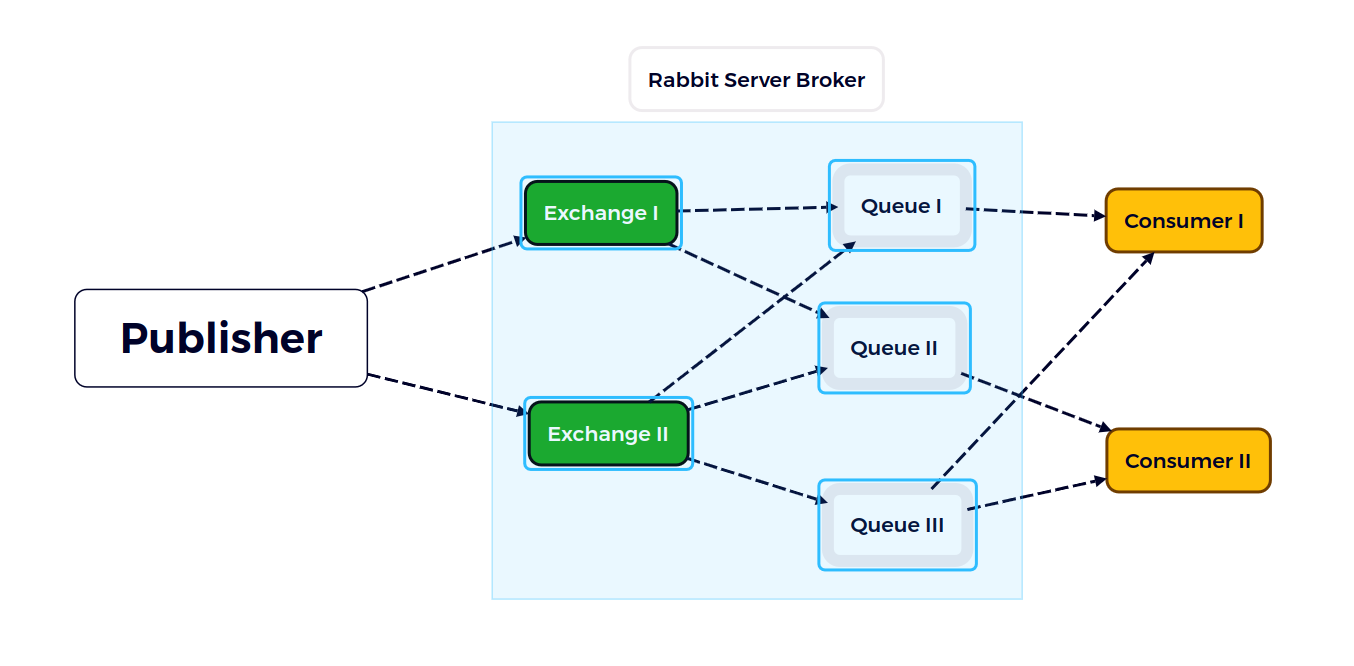 Rabbit Server Broker
Exchange I
Queue I
Consumer I
Publisher
Queue II
Exchange II
Consumer II
Queue III